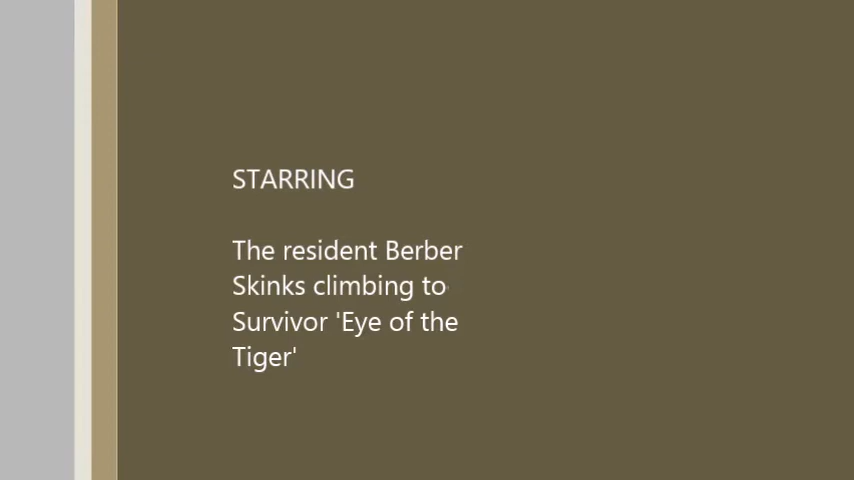 STARRING
The resident Berber
Skinks climbing to
Survivor 'Eye of the
Tiger'